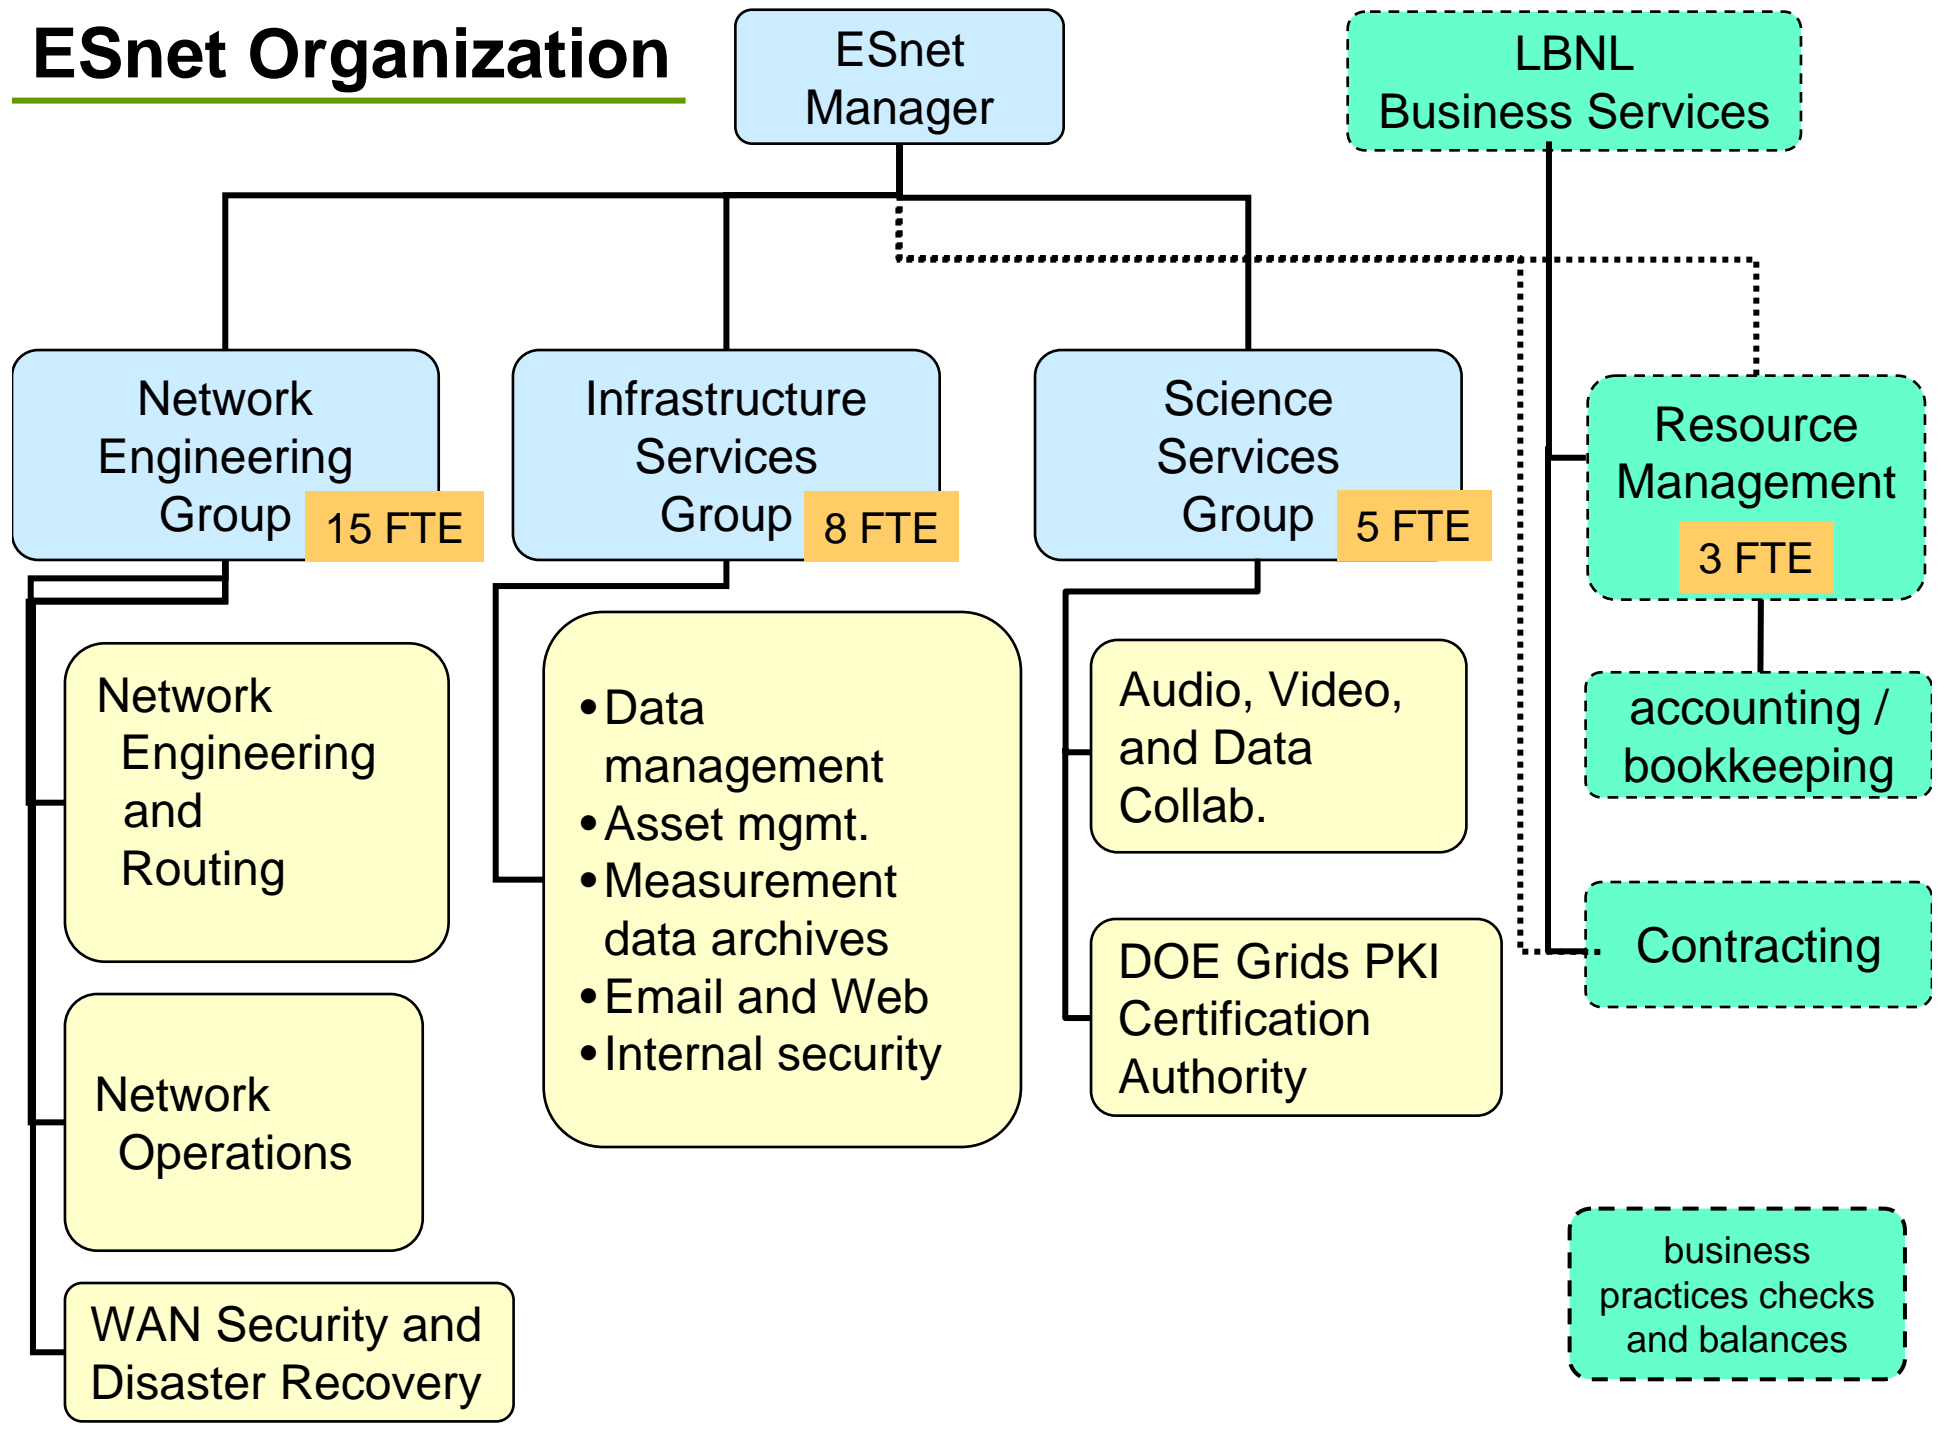 ESnet Organization
ESnet
Manager
LBNL
Business Services
Network
Engineering
Group
15 FTE
Infrastructure
Services
Group
8 FTE
Science
Services
Group
5 FTE
Resource
Management
3 FTE
Network
Engineering
and
Routing
Network
Operations
WAN Security and
Disaster Recovery
•Data
management
•Asset mgmt.
•Measurement
data archives
•Email and Web
•Internal security
Audio, Video,
and Data
Collab.
DOE Grids PKI
Certification
Authority
accounting /
bookkeeping
Contracting
business
practices checks
and balances